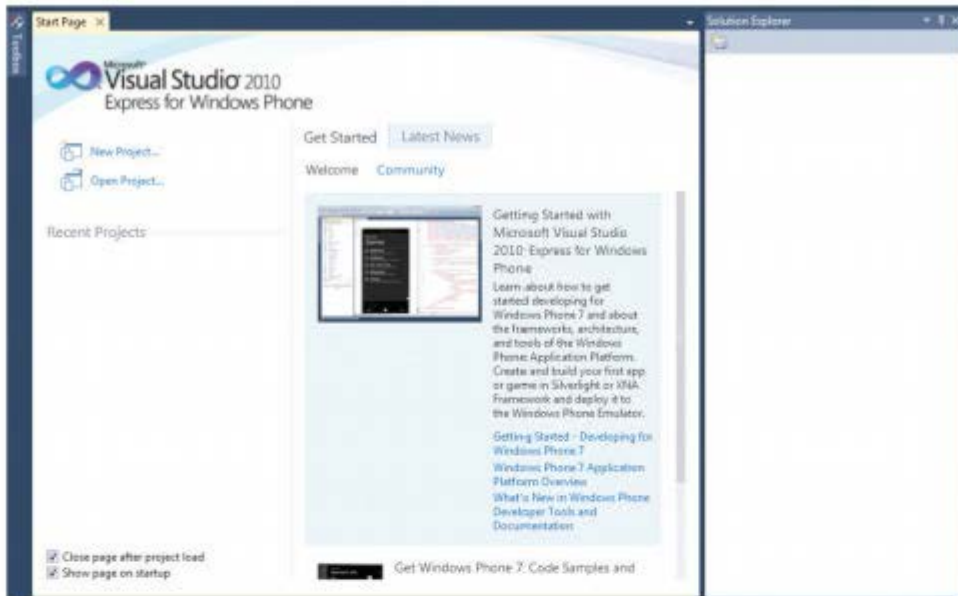 Toolbox
Start Page
Solution Explorer
Microsoft
Visual Studio 2010
Express for Windows Phone
New Project...
Open Project...
Recent Projects
Close page after project load
Show page on startup
Get Started
Latest News
Welcome
Community
Getting Started with
Microsoft Visual Studio
2010 Express for Windows
Phone
Learn about how to get
started developing for
Windows Phone 7 and about
the frameworks, architecture,
and tools of the Windows
Phone Application Platform.
Create and build your first app
or game in Silverlight or XNA
Framework and deploy it to
the Windows Phone Emulator.
Getting Started - Developing for
Windows Phone 7
Windows Phone 7 Application
Platform Overview
What's New in Windows Phone
Developer Tools and
Documentation
Get Windows Phone 7 Code Samples and